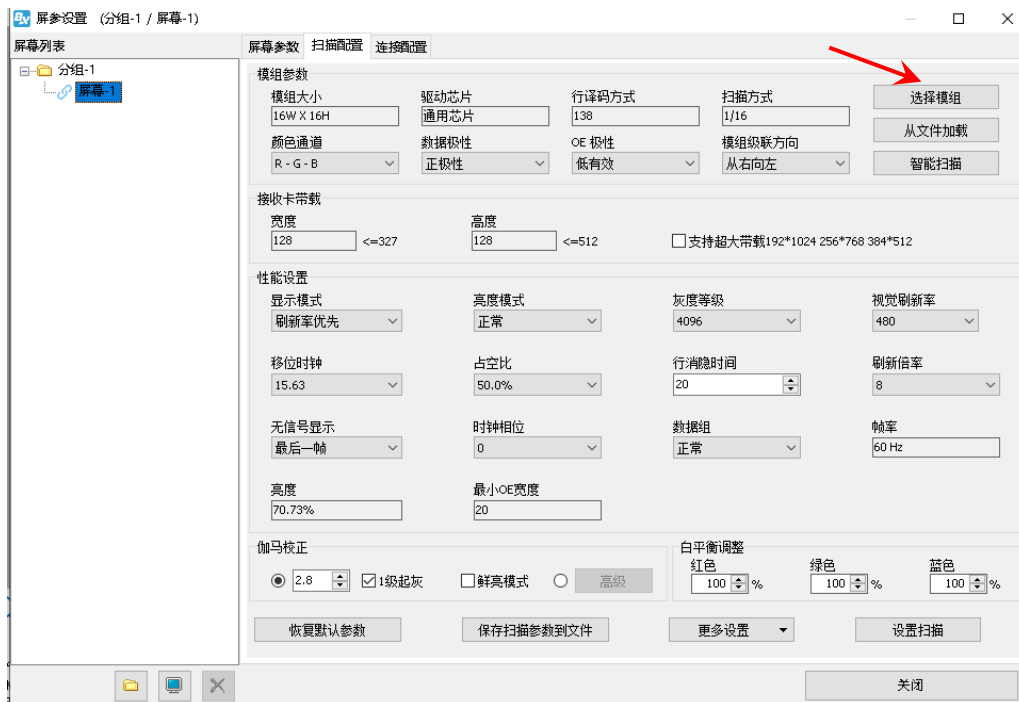 BX 屏参设置 (分组-1 / 屏幕-1)
屏幕列表
分组-1
屏幕-1
屏幕参数 扫描配置 连接配置
模组参数
模组大小 驱动芯片 行译码方式 扫描方式 选择模组
16W X 16H 通用芯片 138 1/16
从文件加载
颜色通道 数据极性 OE 极性 模组级联方向
R - G - B 正极性 低有效 从右向左 智能扫描
接收卡带载
宽度 高度
128 <=327 128 <=512 支持超大带载192*1024 256*768 384*512
性能设置
显示模式 亮度模式 灰度等级 视觉刷新率
刷新率优先 正常 4096 480
移位时钟 占空比 行消隐时间 刷新倍率
15.63 50.0% 20 8
无信号显示 时钟相位 数据组 帧率
最后一帧 0 正常 60 Hz
亮度 最小OE宽度
70.73% 20
伽马校正 白平衡调整
红色 绿色 蓝色
2.8 1级起灰 鲜亮模式 高级 100 % 100 % 100 %
恢复默认参数 保存扫描参数到文件 更多设置 设置扫描
关闭